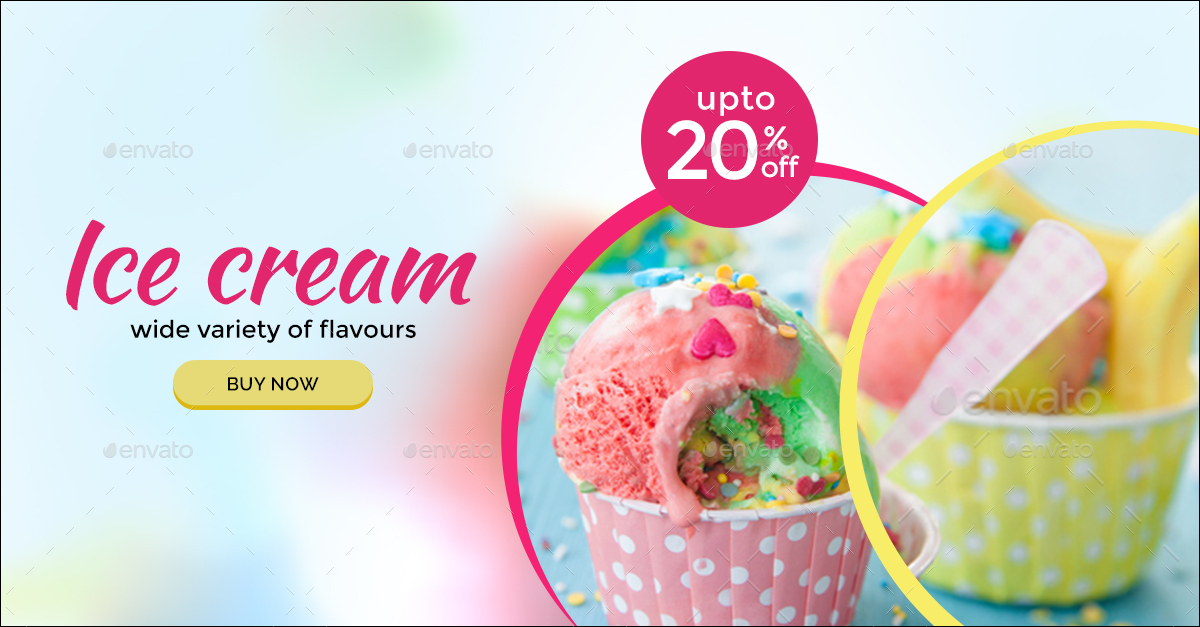 upto
20%
off
Ice cream
wide variety of flavours
BUY NOW
envato
envato
envato
envato
envato
envato
envato
envato